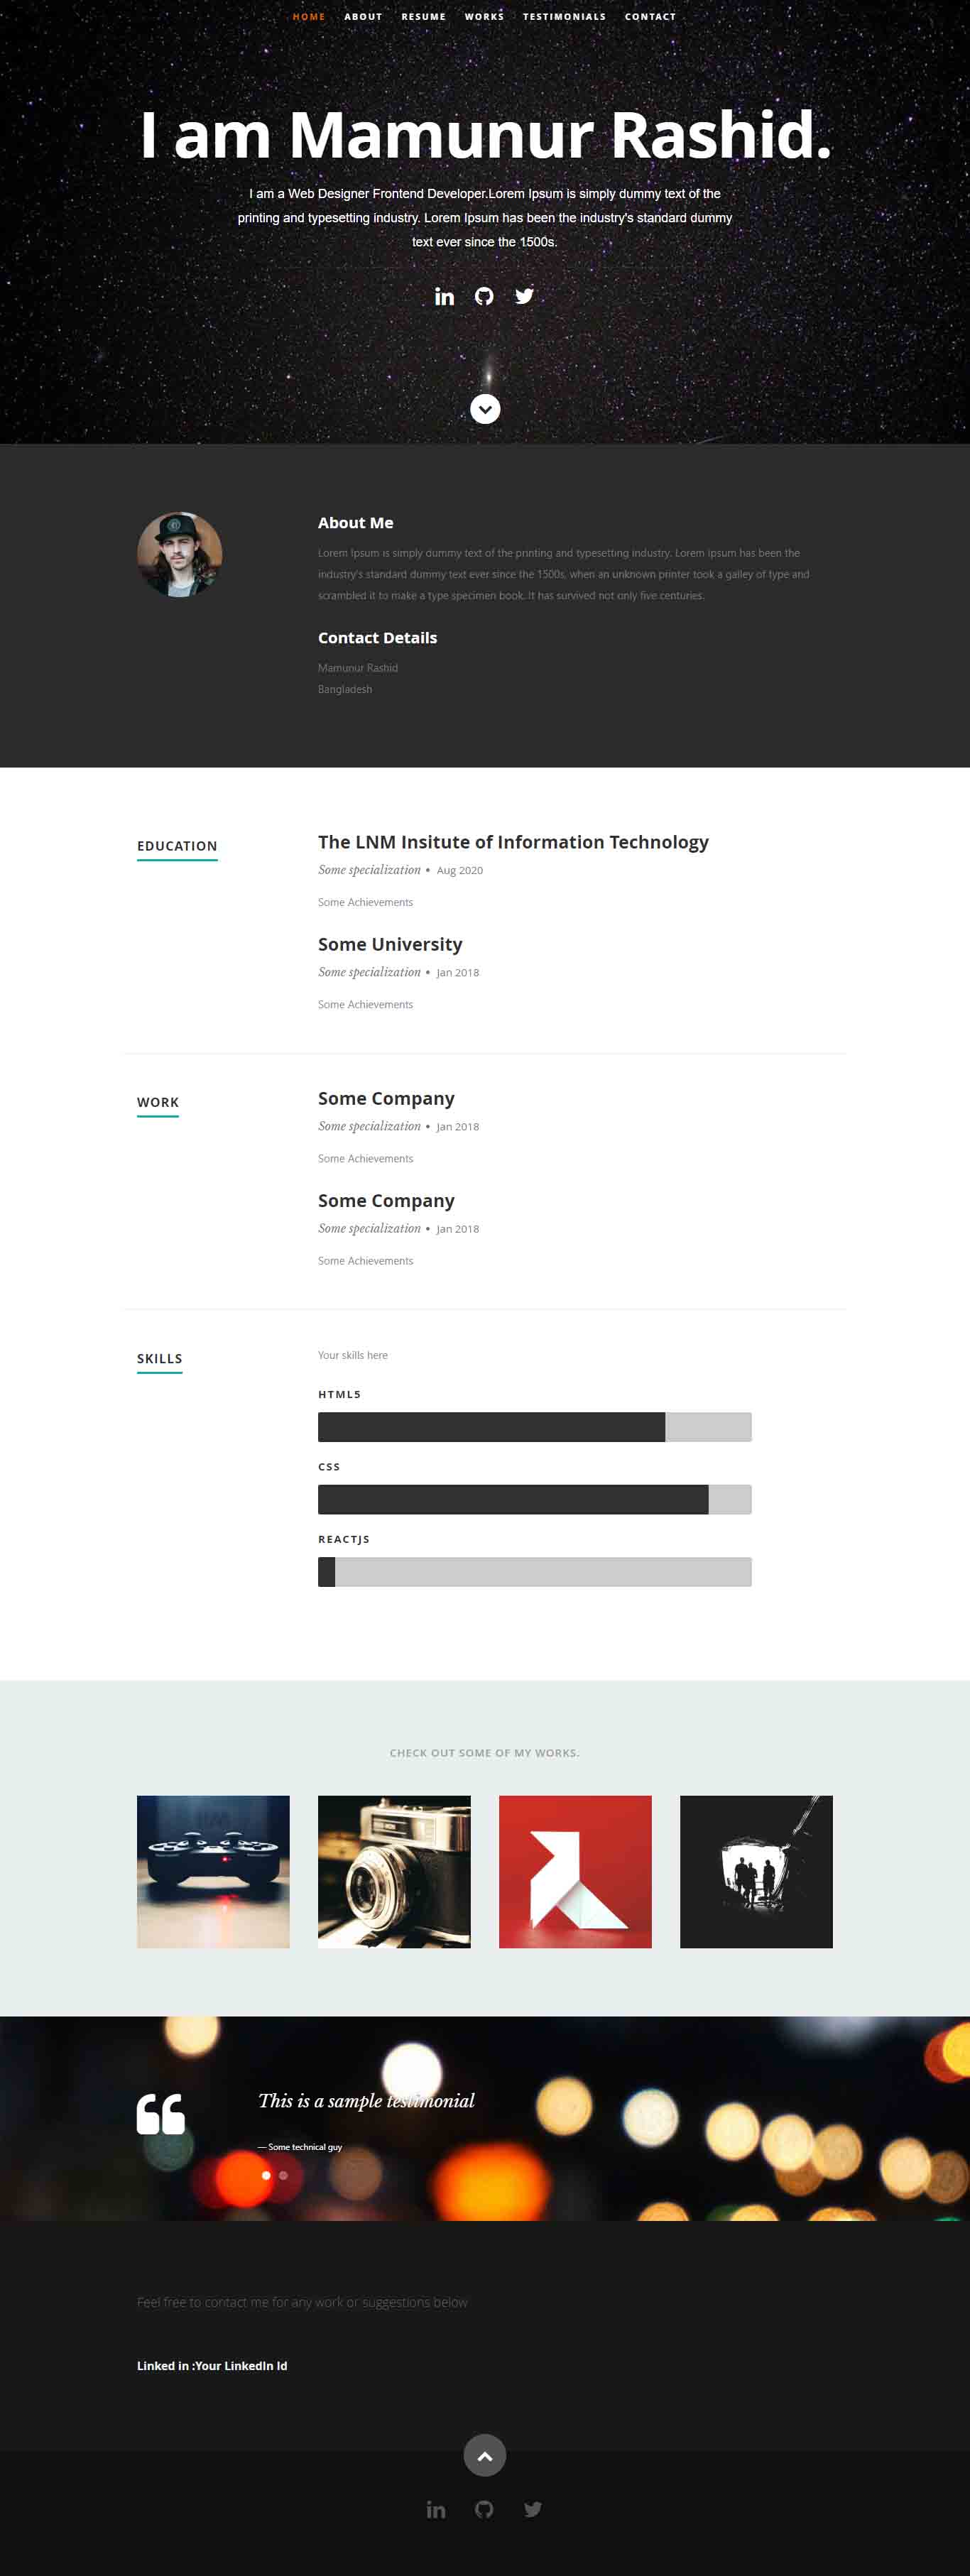 HOME ABOUT RESUME WORKS TESTIMONIALS CONTACT
I am Mamunur Rashid.
I am a Web Designer Frontend Developer.Lorem Ipsum is simply dummy text of the
printing and typesetting industry. Lorem Ipsum has been the industry's standard dummy
text ever since the 1500s.
About Me
Lorem Ipsum is simply dummy text of the printing and typesetting industry. Lorem Ipsum has been the
industry's standard dummy text ever since the 1500s, when an unknown printer took a galley of type and
scrambled it to make a type specimen book. It has survived not only five centuries.
Contact Details
Mamunur Rashid
Bangladesh
EDUCATION
The LNM Insitute of Information Technology
Some specialization • Aug 2020
Some Achievements
Some University
Some specialization • Jan 2018
Some Achievements
WORK
Some Company
Some specialization • Jan 2018
Some Achievements
Some Company
Some specialization • Jan 2018
Some Achievements
SKILLS
Your skills here
HTML5
CSS
REACTJS
CHECK OUT SOME OF MY WORKS.
This is a sample testimonial
— Some technical guy
Feel free to contact me for any work or suggestions below
Linked in :Your LinkedIn Id